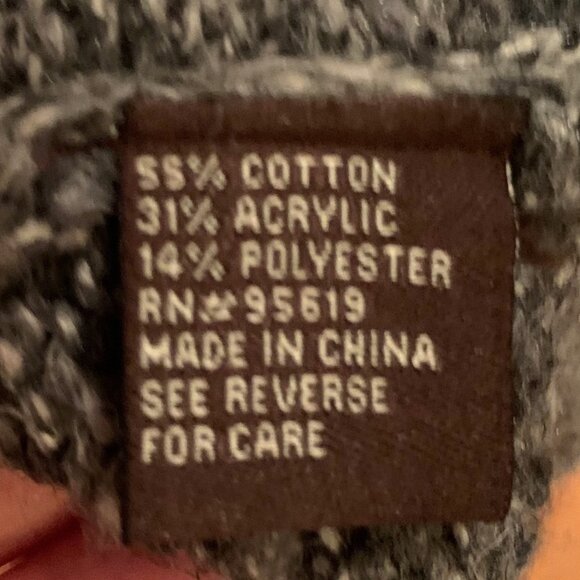 55% COTTON
31% ACRYLIC
14% POLYESTER
RN#95619
MADE IN CHINA
SEE REVERSE
FOR CARE